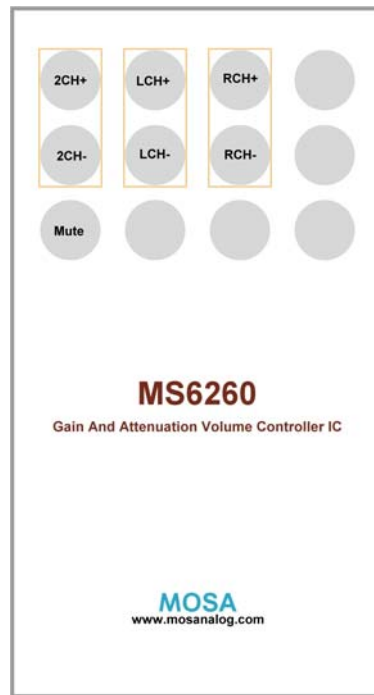 2CH+ LCH+ RCH+
2CH- LCH- RCH-
Mute
MS6260
Gain And Attenuation Volume Controller IC
MOSA
www.mosanalog.com